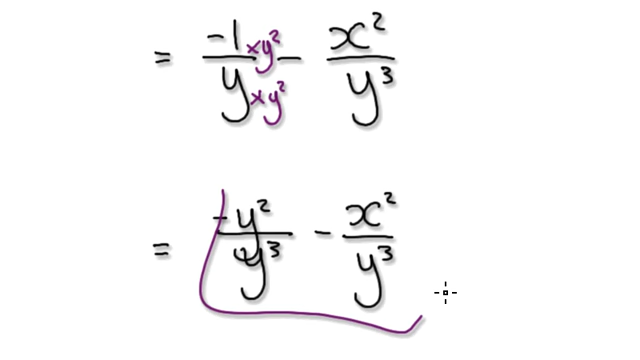 = -1 × y² / y × y² - x² / y³
= -y² / y³ - x² / y³